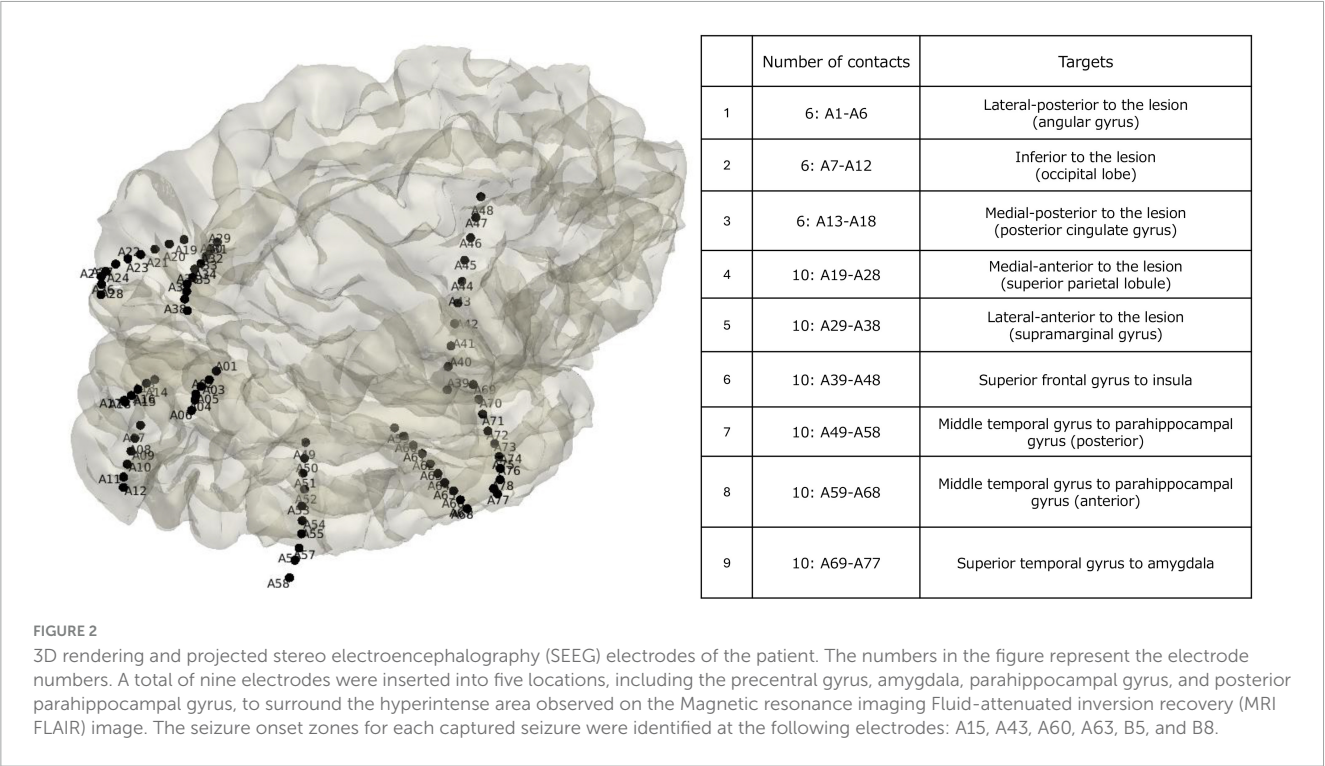 A22
A19
A29
A20
A21
A23
A24
A28
A38
A48
A47
A46
A45
A44
A43
A42
A41
A40
A39
A69
A70
A71
A72
A73
A74
A76
A77
A01
A03
A05
A04
A06
A14
A16
A15
A09
A10
A11
A12
A49
A50
A51
A52
A53
A54
A55
A57
A58
Number of contacts Targets
1 6: A1-A6 Lateral-posterior to the lesion
(angular gyrus)
2 6: A7-A12 Inferior to the lesion
(occipital lobe)
3 6: A13-A18 Medial-posterior to the lesion
(posterior cingulate gyrus)
4 10: A19-A28 Medial-anterior to the lesion
(superior parietal lobule)
5 10: A29-A38 Lateral-anterior to the lesion
(supramarginal gyrus)
6 10: A39-A48 Superior frontal gyrus to insula
7 10: A49-A58 Middle temporal gyrus to parahippocampal
gyrus (posterior)
8 10: A59-A68 Middle temporal gyrus to parahippocampal
gyrus (anterior)
9 10: A69-A77 Superior temporal gyrus to amygdala
FIGURE 2
3D rendering and projected stereo electroencephalography (SEEG) electrodes of the patient. The numbers in the figure represent the electrode
numbers. A total of nine electrodes were inserted into five locations, including the precentral gyrus, amygdala, parahippocampal gyrus, and posterior
parahippocampal gyrus, to surround the hyperintense area observed on the Magnetic resonance imaging Fluid-attenuated inversion recovery (MRI
FLAIR) image. The seizure onset zones for each captured seizure were identified at the following electrodes: A15, A43, A60, A63, B5, and B8.